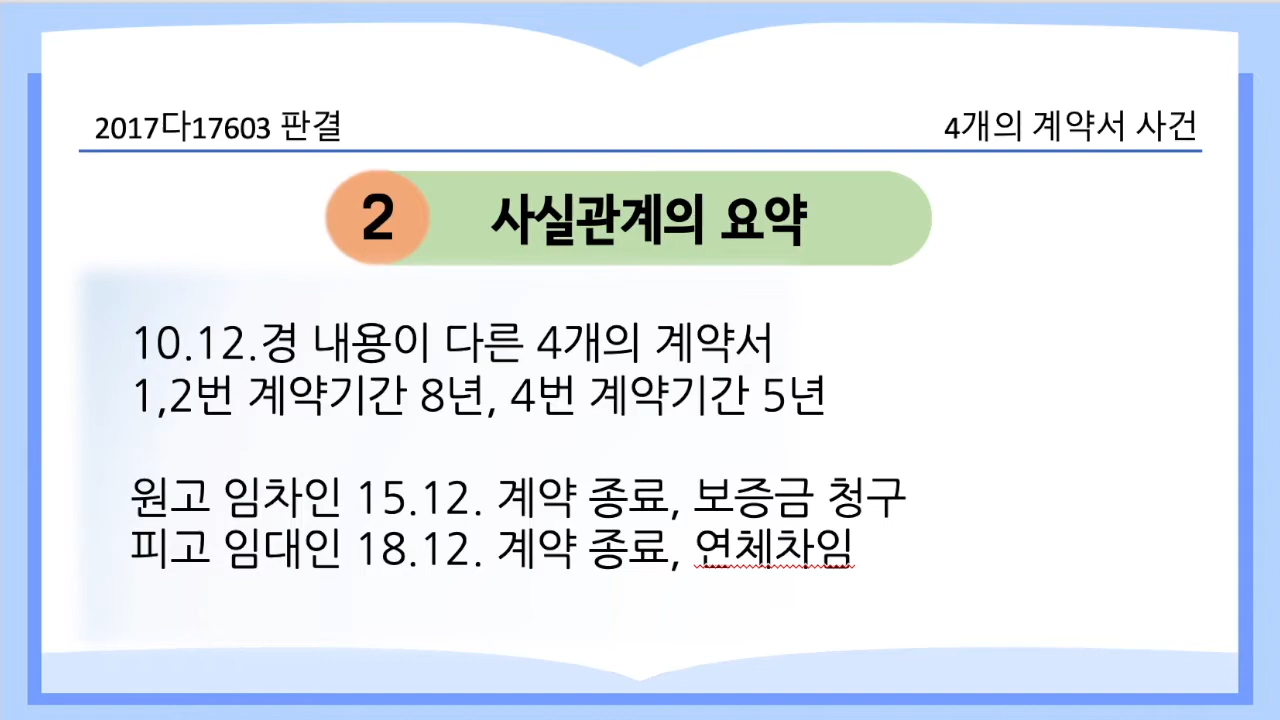 2017다17603 판결
4개의 계약서 사건
2 사실관계의 요약
10.12.경 내용이 다른 4개의 계약서
1,2번 계약기간 8년, 4번 계약기간 5년
원고 임차인 15.12. 계약 종료, 보증금 청구
피고 임대인 18.12. 계약 종료, 연체차임